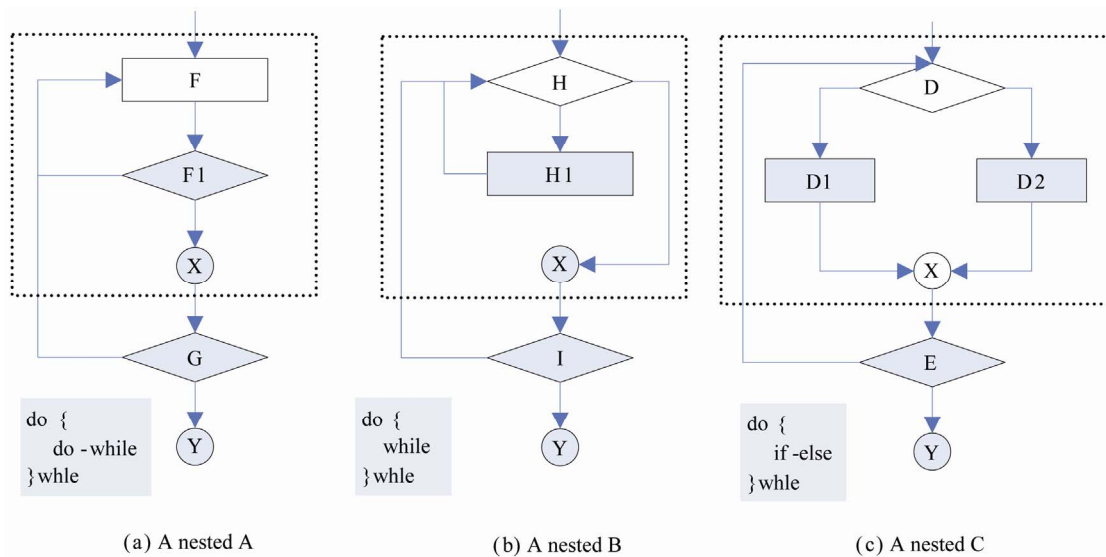 F
F1
X
G
Y
do {
do -while
}whle
(a) A nested A
H
H1
X
I
Y
do {
while
}whle
(b) A nested B
D
D1
D2
X
E
Y
do {
if -else
}whle
(c) A nested C